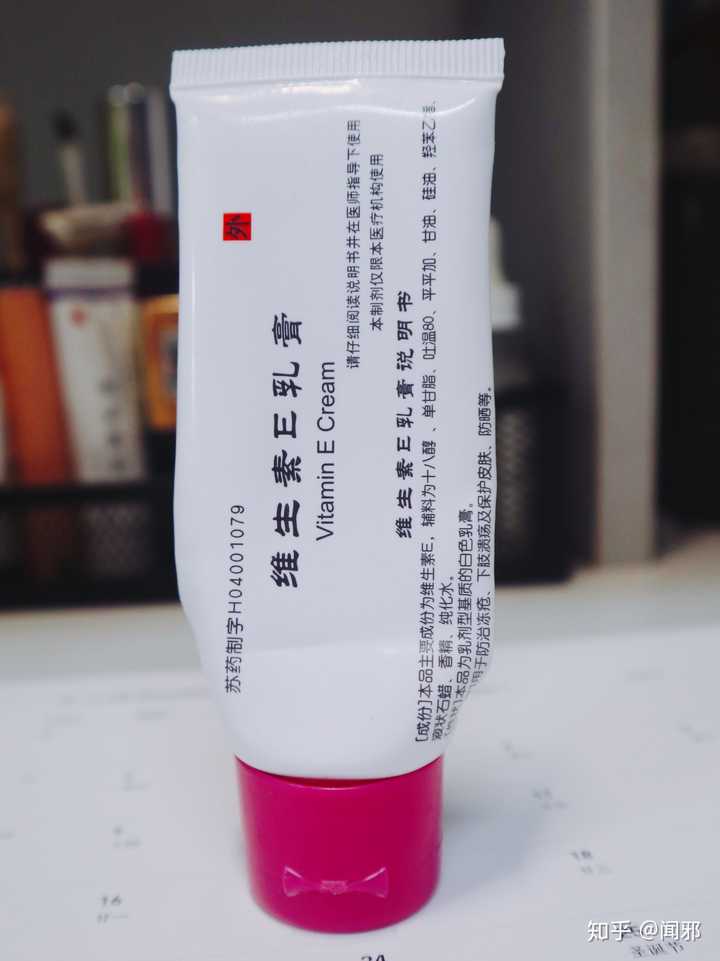 外
苏药制字H04001079
维生素E乳膏
Vitamin E Cream
请仔细阅读说明书并在医师指导下使用
本制剂仅限本医疗机构使用
维生素E乳膏说明书
[成份]本品主要成份为维生素E，辅料为十八醇、单甘脂、吐温80、平平加、甘油、硅油、羟苯乙
液状石蜡、香精、纯化水。
本品为乳剂型基质的白色乳膏。
用于防治冻疮、下肢溃疡及保护皮肤、防晒等。
16
18
24
圣诞节
知乎 @闻邪